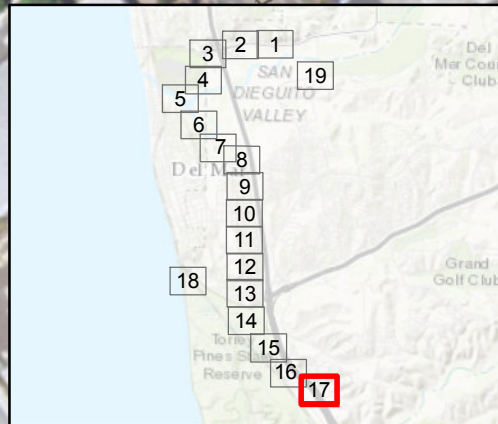 2 1
3
4
SAN
19
Del
Mar Coun
Club
5
DIEGUITO
VALLEY
6
7
8
Del Mar
9
10
11
12
Grand
Golf Club
18
13
14
Torre
15
Pines Sta
Reserve
16
17